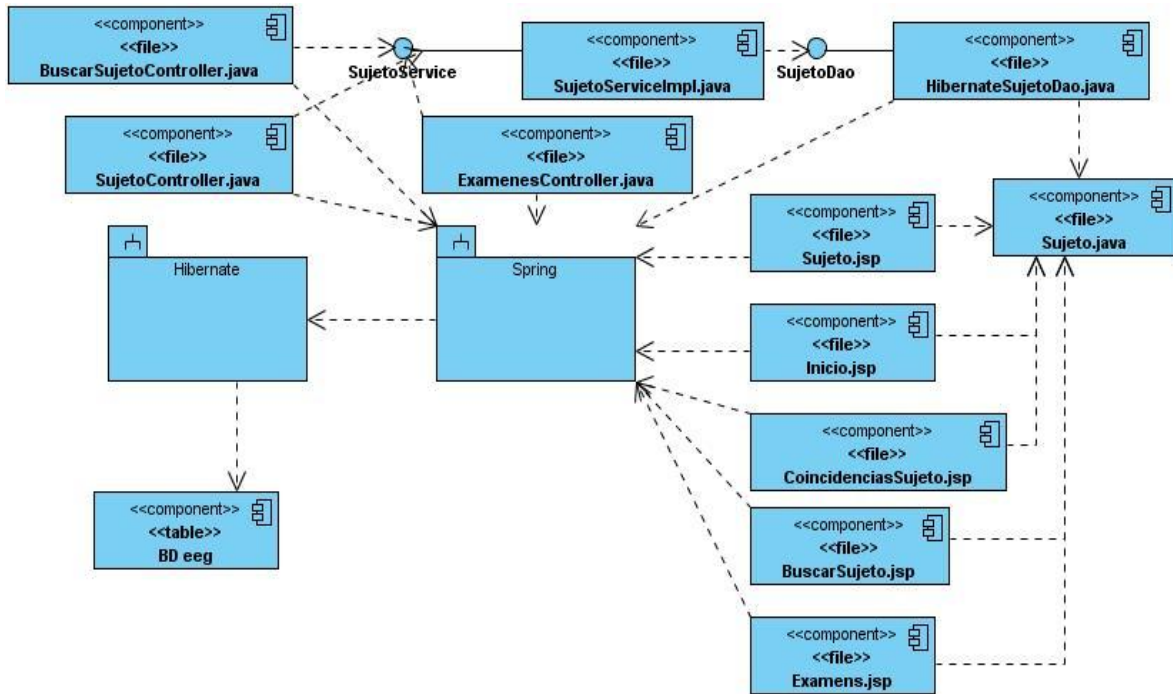 <<component>>
<<file>>
BuscarSujetoController.java
SujetoService
<<component>>
<<file>>
SujetoServiceImpl.java
SujetoDao
<<component>>
<<file>>
HibernateSujetoDao.java
<<component>>
<<file>>
SujetoController.java
<<component>>
<<file>>
ExamenesController.java
<<component>>
<<file>>
Sujeto.java
<<component>>
<<file>>
Sujeto.jsp
Hibernate
Spring
<<component>>
<<file>>
Inicio.jsp
<<component>>
<<file>>
CoincidenciasSujeto.jsp
<<component>>
<<table>>
BD eeg
<<component>>
<<file>>
BuscarSujeto.jsp
<<component>>
<<file>>
Examens.jsp